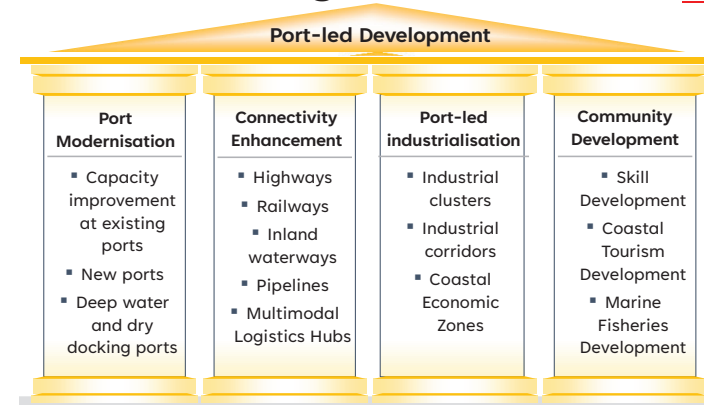 Port-led Development
Port
Modernisation
▪ Capacity
improvement
at existing
ports
▪ New ports
▪ Deep water
and dry
docking ports
Connectivity
Enhancement
▪ Highways
▪ Railways
▪ Inland
waterways
▪ Pipelines
▪ Multimodal
Logistics Hubs
Port-led
industrialisation
▪ Industrial
clusters
▪ Industrial
corridors
▪ Coastal
Economic
Zones
Community
Development
▪ Skill
Development
▪ Coastal
Tourism
Development
▪ Marine
Fisheries
Development